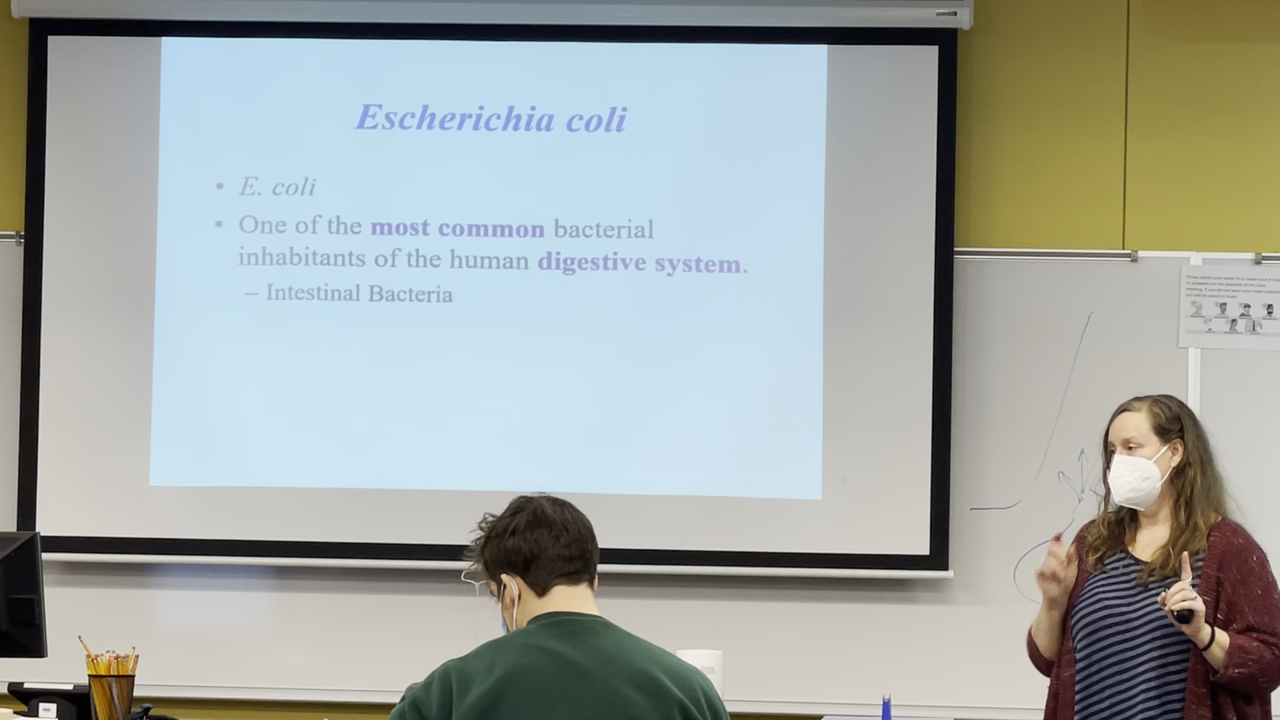 Escherichia coli
• E. coli
• One of the most common bacterial
inhabitants of the human digestive system.
– Intestinal Bacteria